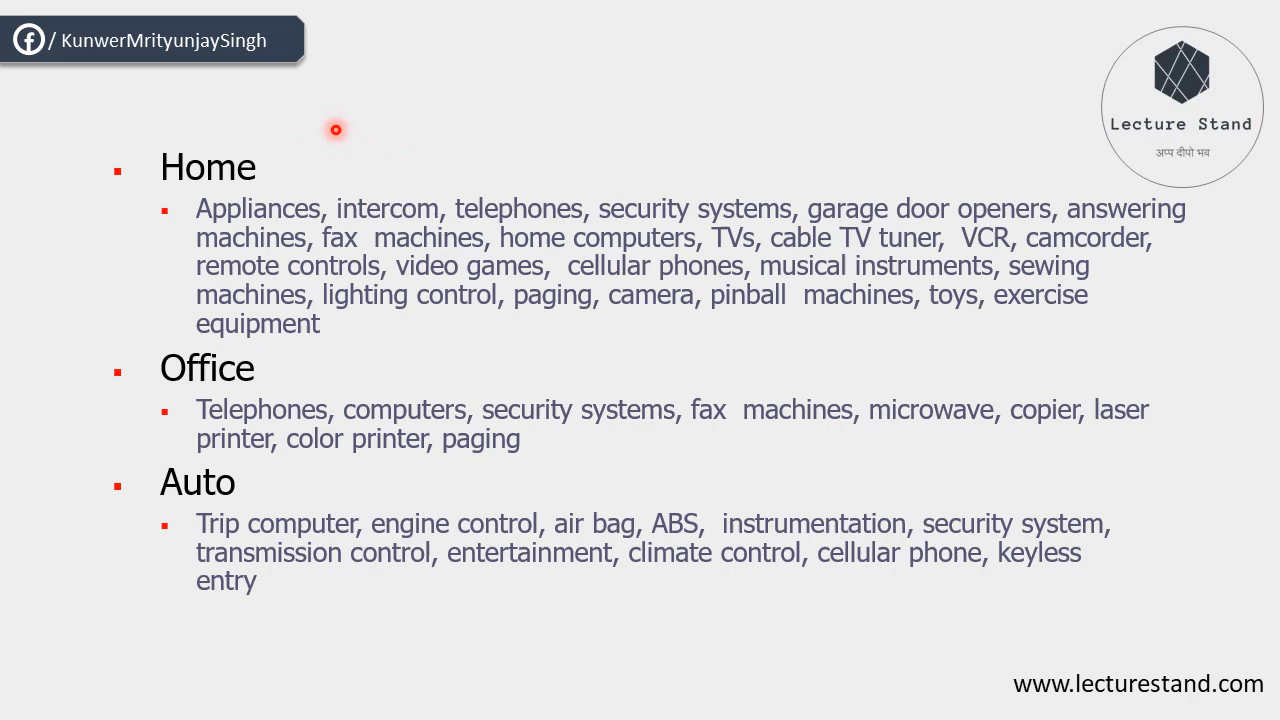 / KunwerMrityunjaySingh
Lecture Stand
अप्प दीपो भव
Home
Appliances, intercom, telephones, security systems, garage door openers, answering
machines, fax  machines, home computers, TVs, cable TV tuner,  VCR, camcorder,
remote controls, video games,  cellular phones, musical instruments, sewing
machines, lighting control, paging, camera, pinball  machines, toys, exercise
equipment
Office
Telephones, computers, security systems, fax  machines, microwave, copier, laser
printer, color printer, paging
Auto
Trip computer, engine control, air bag, ABS,  instrumentation, security system,
transmission control, entertainment, climate control, cellular phone, keyless
entry
www.lecturestand.com